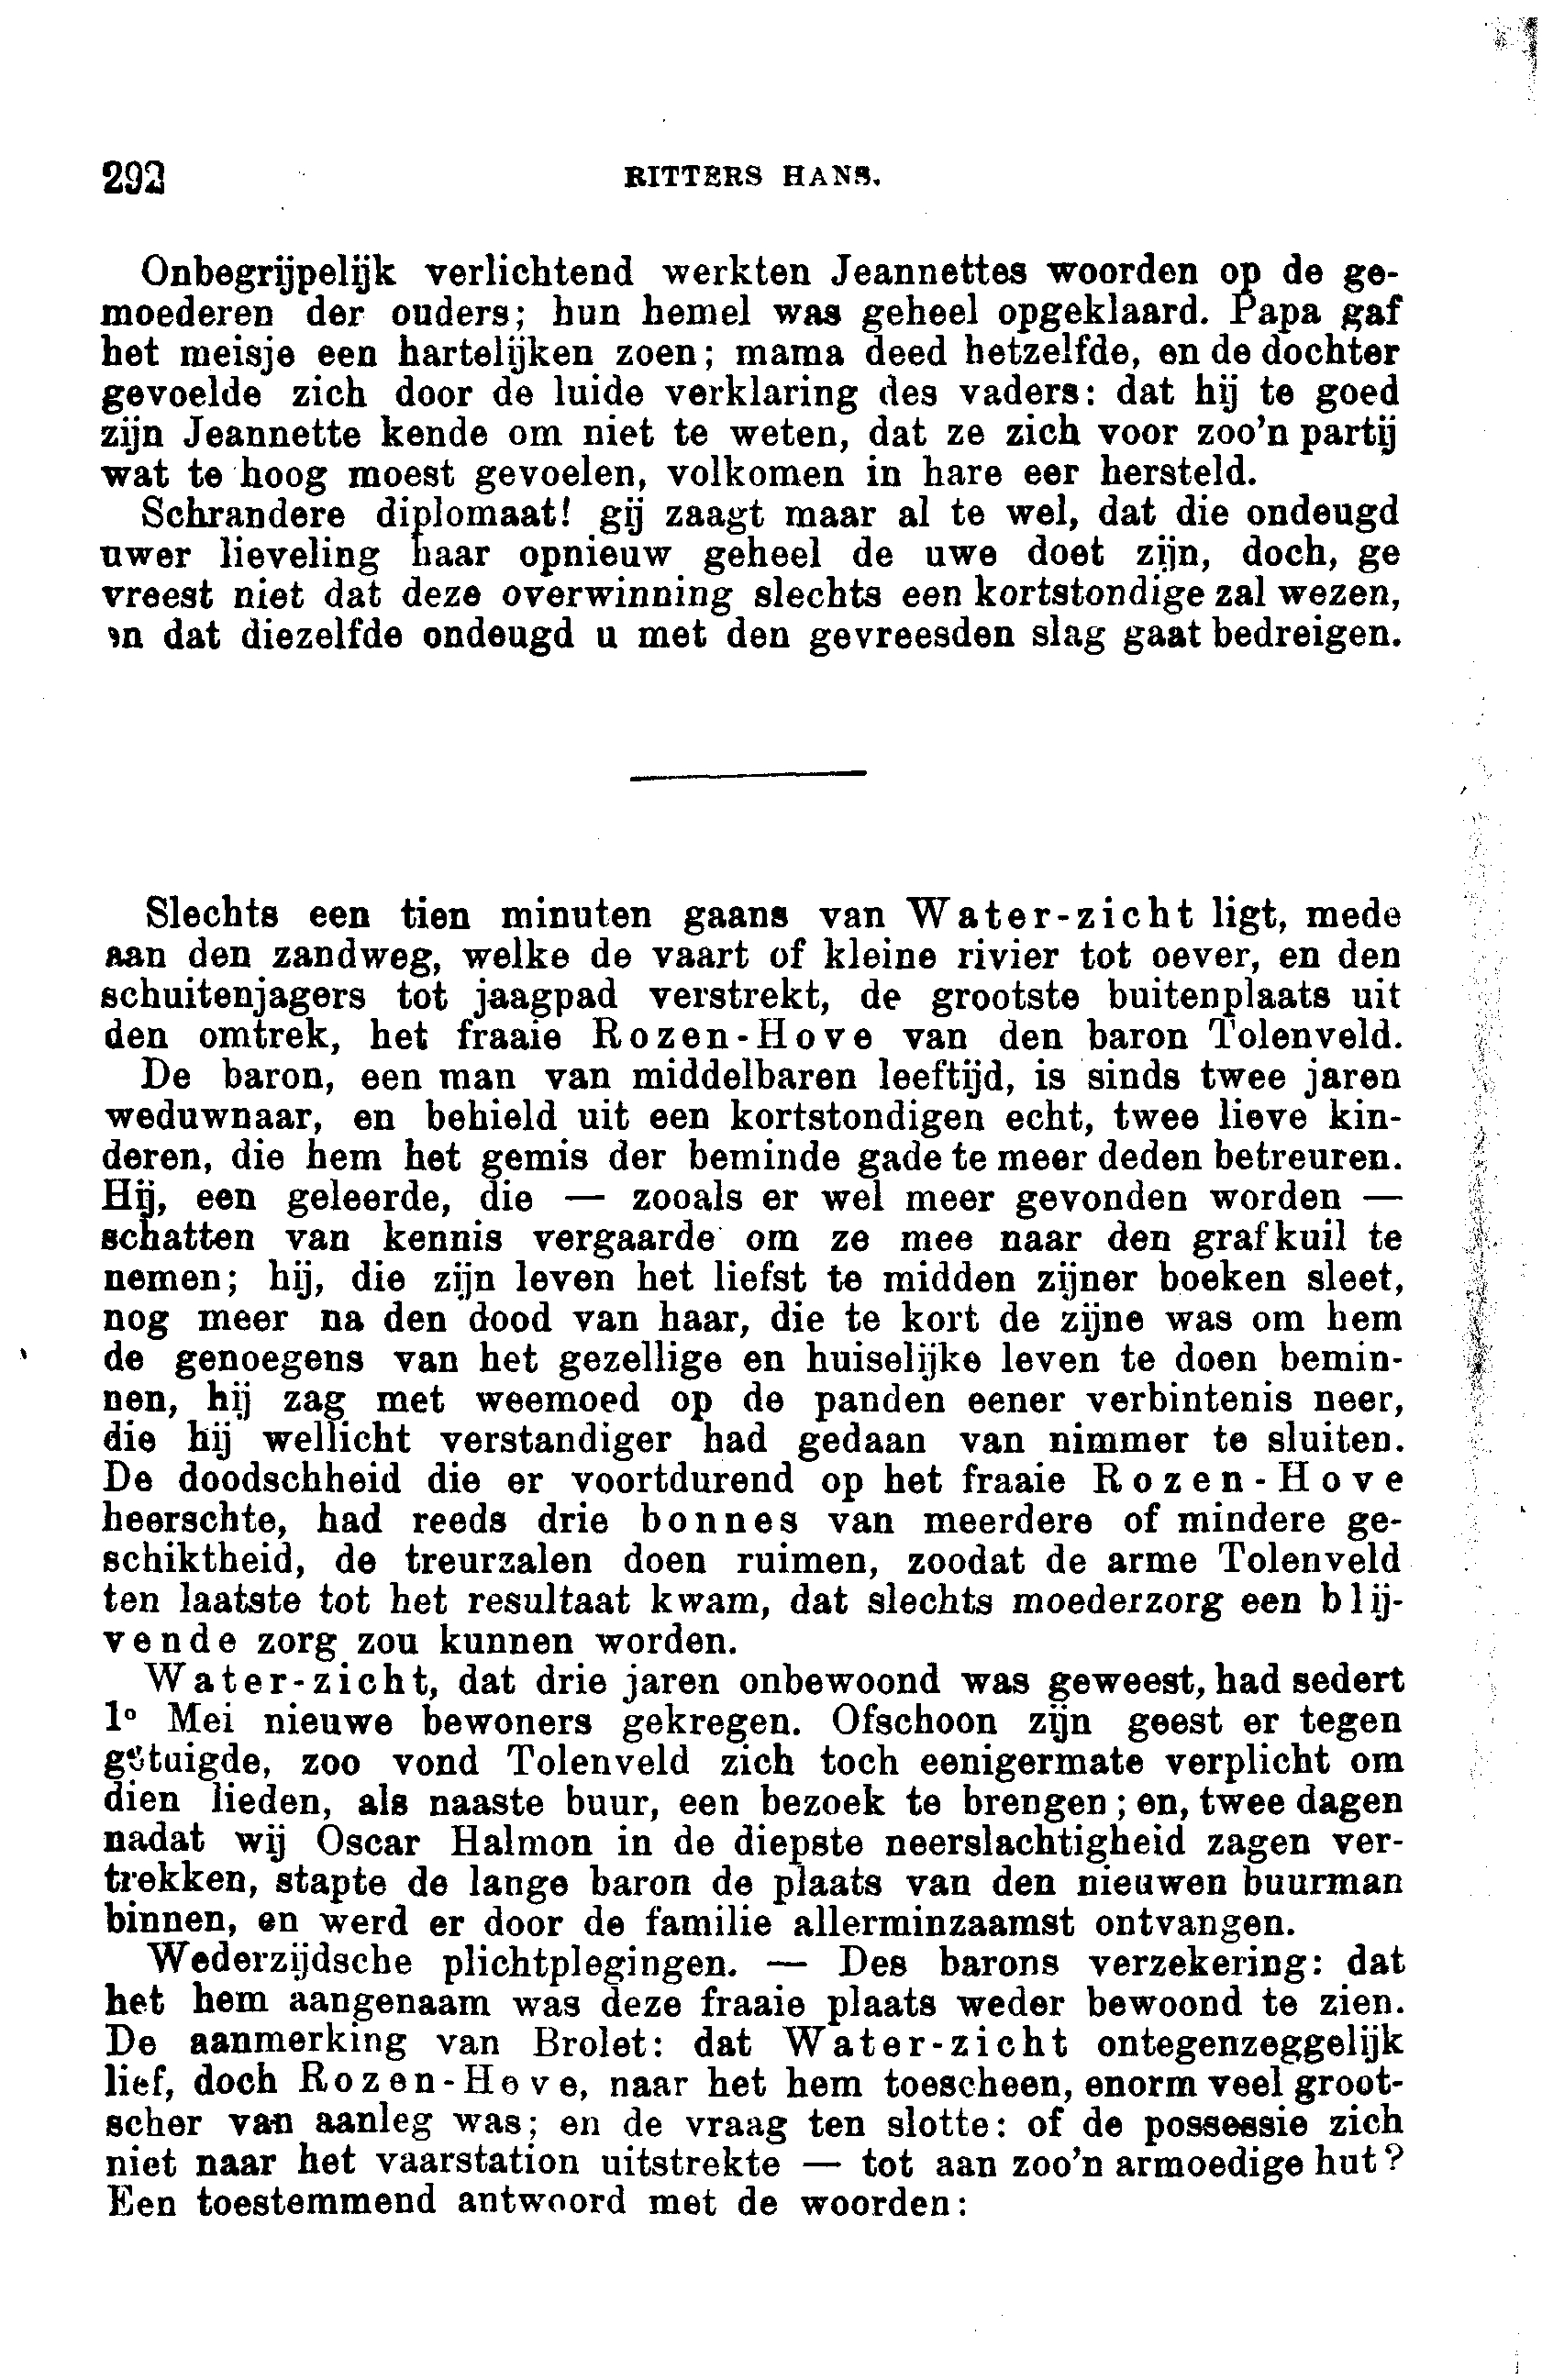 292
RITTERS HANS.
Onbegrijpelijk verlichtend werkten Jeannettes woorden op de ge-
moederen der ouders; hun hemel was geheel opgeklaard. Papa gaf
het meisje een hartelijken zoen; mama deed hetzelfde, en de dochter
gevoelde zich door de luide verklaring des vaders: dat hij te goed
zijn Jeannette kende om niet te weten, dat ze zich voor zoo'n partij
wat te hoog moest gevoelen, volkomen in hare eer hersteld.
Schrandere diplomaat! gij zaagt maar al te wel, dat die ondeugd
uwer lieveling haar opnieuw geheel de uwe doet zijn, doch, ge
vreest niet dat deze overwinning slechts een kortstondige zal wezen,
en dat diezelfde ondeugd u met den gevreesden slag gaat bedreigen.
Slechts een tien minuten gaans van Water-zicht ligt, mede
aan den zandweg, welke de vaart of kleine rivier tot oever, en den
schuitenjagers tot jaagpad verstrekt, de grootste buitenplaats uit
den omtrek, het fraaie Rozen-Hove van den baron Tolenveld.
De baron, een man van middelbaren leeftijd, is sinds twee jaren
weduwnaar, en behield uit een kortstondigen echt, twee lieve kin-
deren, die hem het gemis der beminde gade te meer deden betreuren.
Hij, een geleerde, die — zooals er wel meer gevonden worden —
schatten van kennis vergaarde om ze mee naar den grafkuil te
nemen; hij, die zijn leven het liefst te midden zijner boeken sleet,
nog meer na den dood van haar, die te kort de zijne was om hem
de genoegens van het gezellige en huiselijke leven te doen bemin-
nen, hij zag met weemoed op de panden eener verbintenis neer,
die hij wellicht verstandiger had gedaan van nimmer te sluiten.
De doodschheid die er voortdurend op het fraaie Rozen-Hove
heerschte, had reeds drie bonnes van meerdere of mindere ge-
schiktheid, de treurzalen doen ruimen, zoodat de arme Tolenveld
ten laatste tot het resultaat kwam, dat slechts moederzorg een blij-
vende zorg zou kunnen worden.
Water-zicht, dat drie jaren onbewoond was geweest, had sedert
1° Mei nieuwe bewoners gekregen. Ofschoon zijn geest er tegen
getuigde, zoo vond Tolenveld zich toch eenigermate verplicht om
dien lieden, als naaste buur, een bezoek te brengen; en, twee dagen
nadat wij Oscar Halmon in de diepste neerslachtigheid zagen ver-
trekken, stapte de lange baron de plaats van den nieuwen buurman
binnen, en werd er door de familie allerminzaamst ontvangen.
Wederzijdsche plichtplegingen. — Des barons verzekering: dat
het hem aangenaam was deze fraaie plaats weder bewoond te zien.
De aanmerking van Brolet: dat Water-zicht ontegenzeggelijk
lief, doch Rozen-Hove, naar het hem toescheen, enorm veel groot-
scher van aanleg was; en de vraag ten slotte: of de possessie zich
niet naar het vaarstation uitstrekte — tot aan zoo'n armoedige hut?
Een toestemmend antwoord met de woorden: